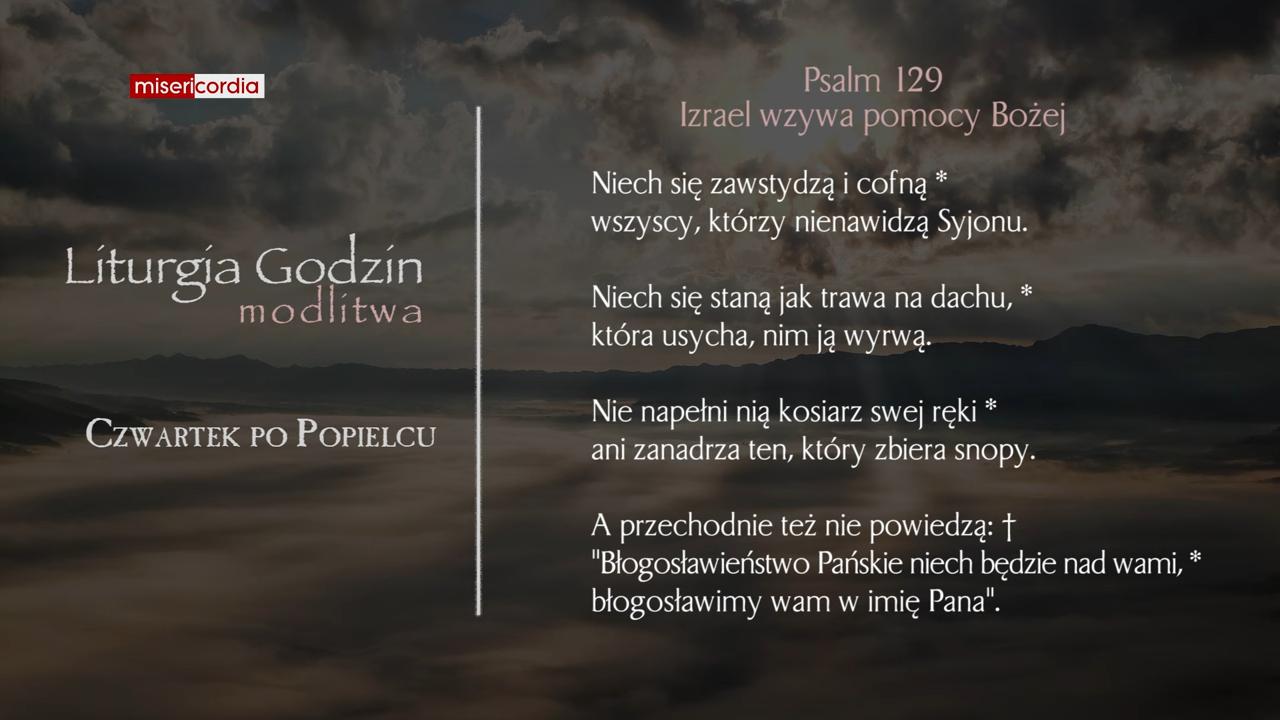 misericordia
Liturgia Godzin
modlitwa
Czwartek po Popielcu
Psalm 129
Izrael wzywa pomocy Bożej
Niech się zawstydzą i cofną *
wszyscy, którzy nienawidzą Syjonu.
Niech się staną jak trawa na dachu, *
która usycha, nim ją wyrwą.
Nie napełni nią kosiarz swej ręki *
ani zanadrza ten, który zbiera snopy.
A przechodnie też nie powiedzą: †
"Błogosławieństwo Pańskie niech będzie nad wami, *
błogosławimy wam w imię Pana".